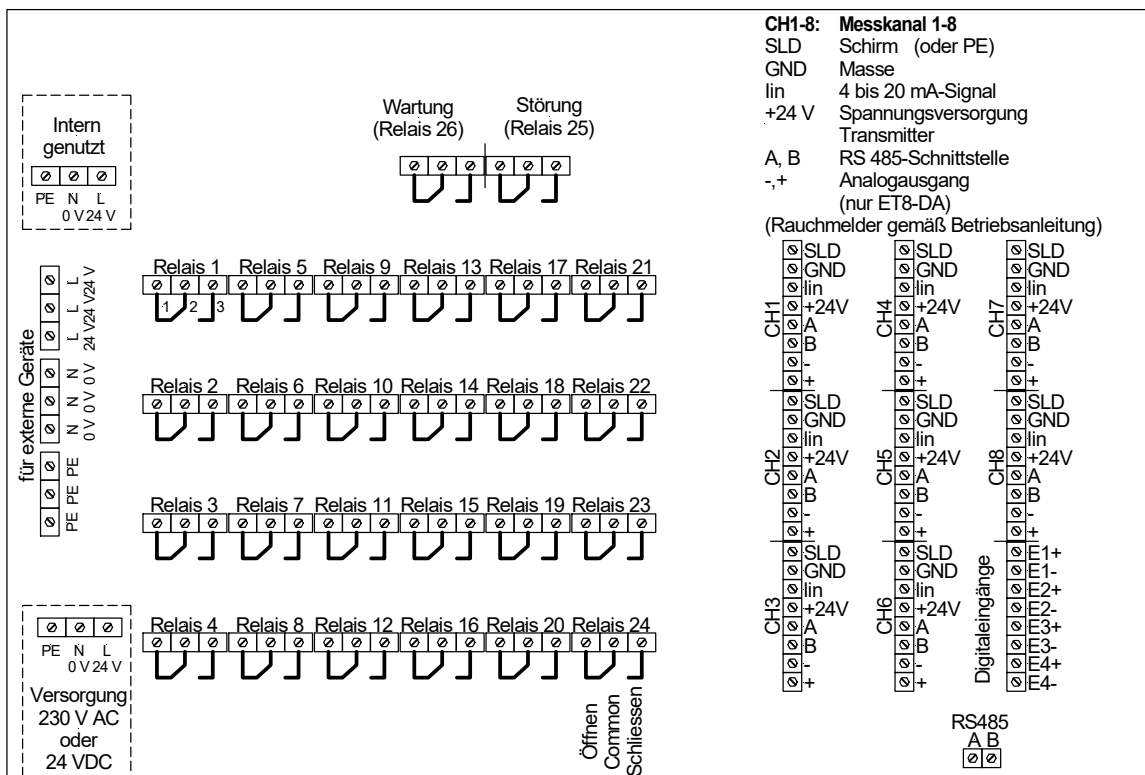 CH1-8: Messkanal 1-8
SLD Schirm (oder PE)
GND Masse
Iin 4 bis 20 mA-Signal
+24 V Spannungsversorgung
Transmitter
A, B RS 485-Schnittstelle
-,+ Analogausgang
(nur ET8-DA)
(Rauchmelder gemäß Betriebsanleitung)
Intern
genutzt
PE N L
0 V 24 V
Wartung
(Relais 26)
Störung
(Relais 25)
für externe Geräte
L 24 V
L 24 V
L 24 V
N 0 V
N 0 V
N 0 V
PE
PE
PE
Relais 1 Relais 5 Relais 9 Relais 13 Relais 17 Relais 21
1 2 3
Relais 2 Relais 6 Relais 10 Relais 14 Relais 18 Relais 22
Relais 3 Relais 7 Relais 11 Relais 15 Relais 19 Relais 23
Relais 4 Relais 8 Relais 12 Relais 16 Relais 20 Relais 24
Öffnen
Common
Schliessen
PE N L
0 V 24 V
Versorgung
230 V AC
oder
24 VDC
CH1
SLD
GND
Iin
+24V
A
B
-
+
CH2
SLD
GND
Iin
+24V
A
B
-
+
CH3
SLD
GND
Iin
+24V
A
B
-
+
CH4
SLD
GND
Iin
+24V
A
B
-
+
CH5
SLD
GND
Iin
+24V
A
B
-
+
CH6
SLD
GND
Iin
+24V
A
B
-
+
CH7
SLD
GND
Iin
+24V
A
B
-
+
CH8
SLD
GND
Iin
+24V
A
B
-
+
Digitaleingänge
E1+
E1-
E2+
E2-
E3+
E3-
E4+
E4-
RS485
A B